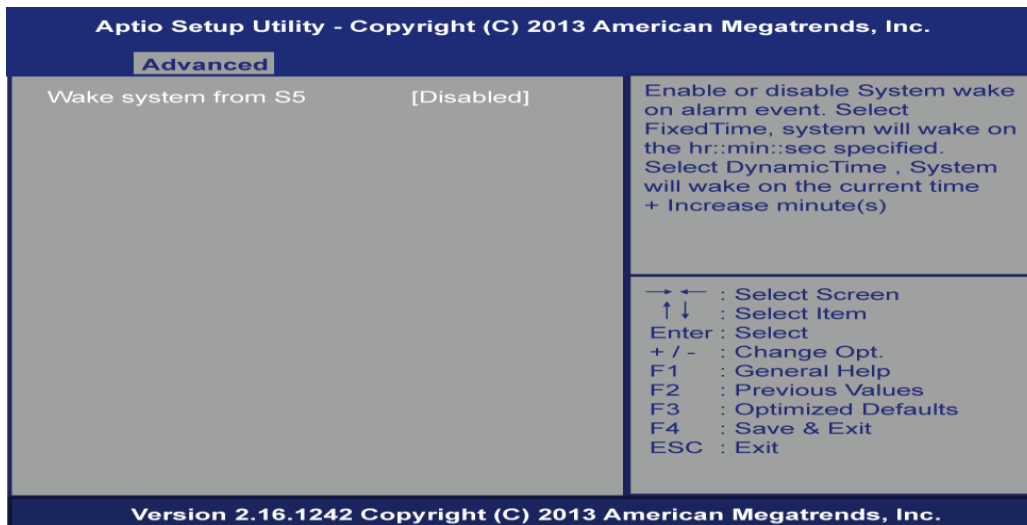 Aptio Setup Utility - Copyright (C) 2013 American Megatrends, Inc.
Advanced
Wake system from S5 [Disabled]
Enable or disable System wake
on alarm event. Select
FixedTime, system will wake on
the hr::min::sec specified.
Select DynamicTime , System
will wake on the current time
+ Increase minute(s)
→ ← : Select Screen
↑ ↓ : Select Item
Enter : Select
+ / - : Change Opt.
F1 : General Help
F2 : Previous Values
F3 : Optimized Defaults
F4 : Save & Exit
ESC : Exit
Version 2.16.1242 Copyright (C) 2013 American Megatrends, Inc.